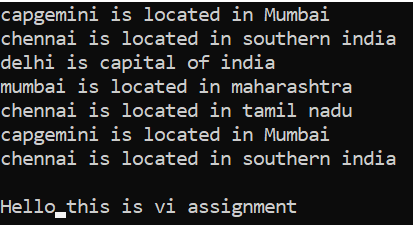 capgemini is located in Mumbai
chennai is located in southern india
delhi is capital of india
mumbai is located in maharashtra
chennai is located in tamil nadu
capgemini is located in Mumbai
chennai is located in southern india

Hello this is vi assignment